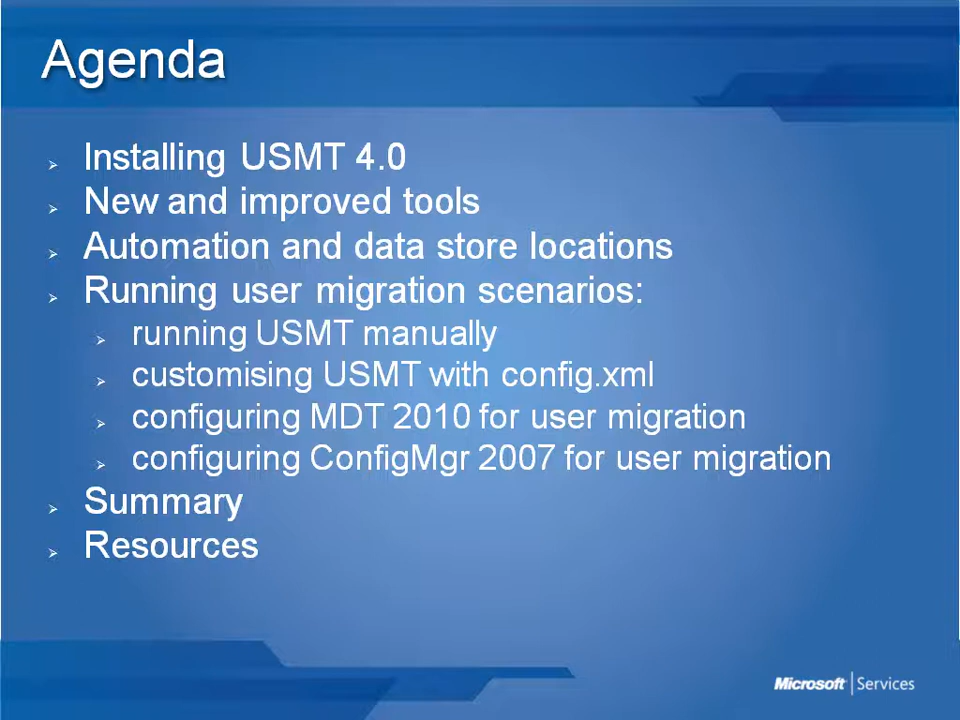 Agenda
Installing USMT 4.0
New and improved tools
Automation and data store locations
Running user migration scenarios:
running USMT manually
customising USMT with config.xml
configuring MDT 2010 for user migration
configuring ConfigMgr 2007 for user migration
Summary
Resources
Microsoft | Services